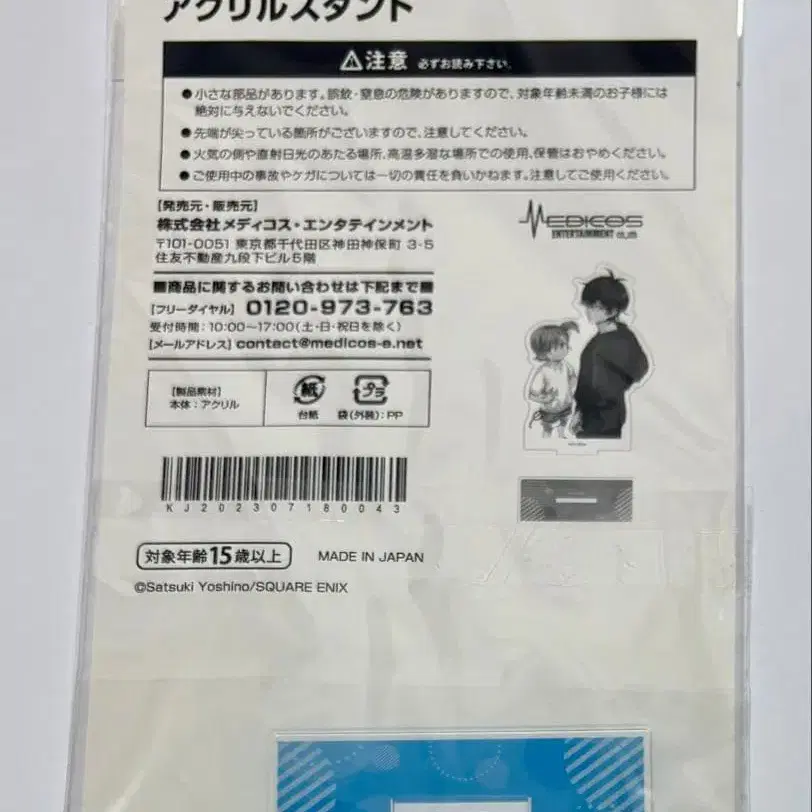 アクリルスタンド
⚠注意 必ずお読み下さい。
●小さな部品があります。誤飲・窒息の危険がありますので、対象年齢未満のお子様には
絶対に与えないでください。
●先端が尖っている箇所がございますので、注意してください。
●火気の側や直射日光のあたる場所、高温多湿な場所での使用、保管はおやめください。
●ご使用中の事故やケガについては一切の責任を負いかねます。注意してご使用ください。
【発売元・販売元】
株式会社メディコス・エンタテインメント
〒101-0051 東京都千代田区神田神保町 3-5
住友不動産九段下ビル5階
MEDICOS
ENTERTAINMENT co.,ltd
■商品に関するお問い合わせは下記まで■
【フリーダイヤル】 0120-973-763
受付時間：10:00～17:00(土・日・祝日を除く)
【メールアドレス】 contact@medicos-e.net
【製品素材】
本体：アクリル
紙
台紙
プラ
袋(外装)：PP
KJ20230718004 3
対象年齢15歳以上
MADE IN JAPAN
©Satsuki Yoshino/SQUARE ENIX